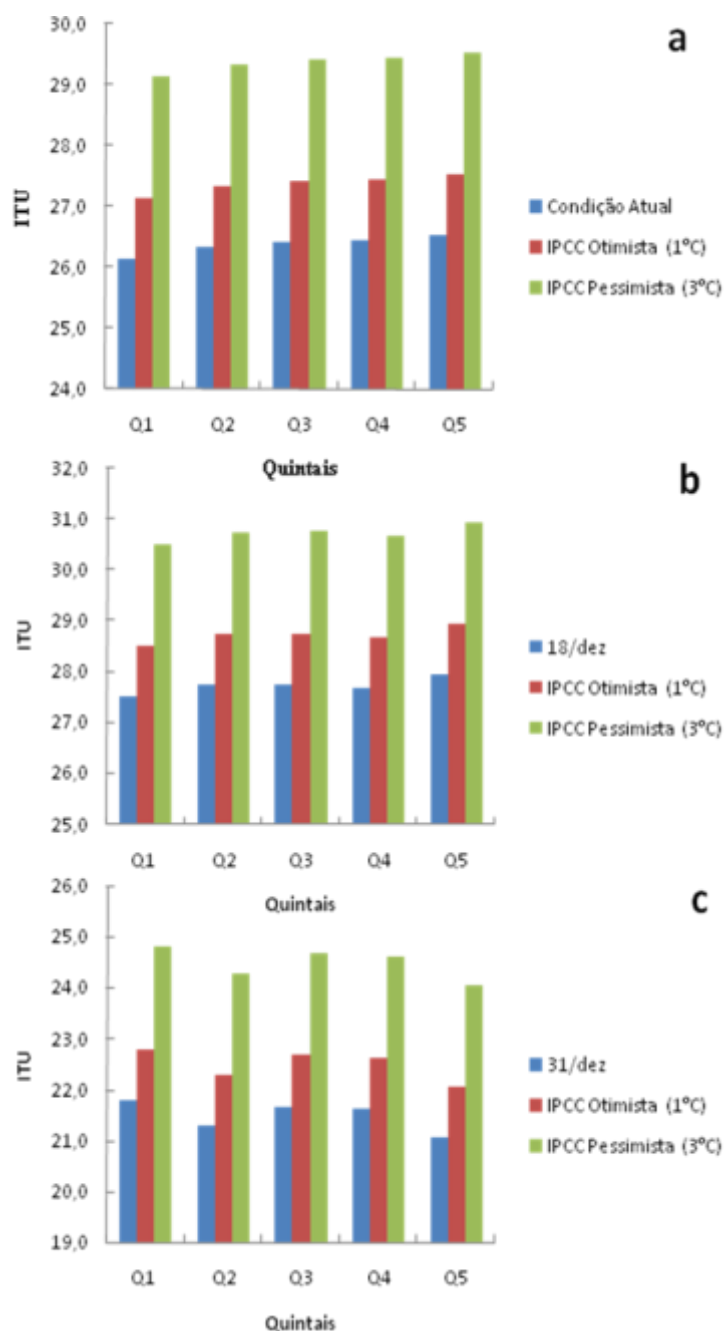 a
30,0
29,0
28,0
27,0
26,0
25,0
24,0
ITU
Q1 Q2 Q3 Q4 Q5
Quintais
Condição Atual
IPCC Otimista (1ºC)
IPCC Pessimista (3ºC)
b
32,0
31,0
30,0
29,0
28,0
27,0
26,0
25,0
ITU
Q1 Q2 Q3 Q4 Q5
Quintais
18/dez
IPCC Otimista (1ºC)
IPCC Pessimista (3ºC)
c
26,0
25,0
24,0
23,0
22,0
21,0
20,0
19,0
ITU
Q1 Q2 Q3 Q4 Q5
Quintais
31/dez
IPCC Otimista (1ºC)
IPCC Pessimista (3ºC)